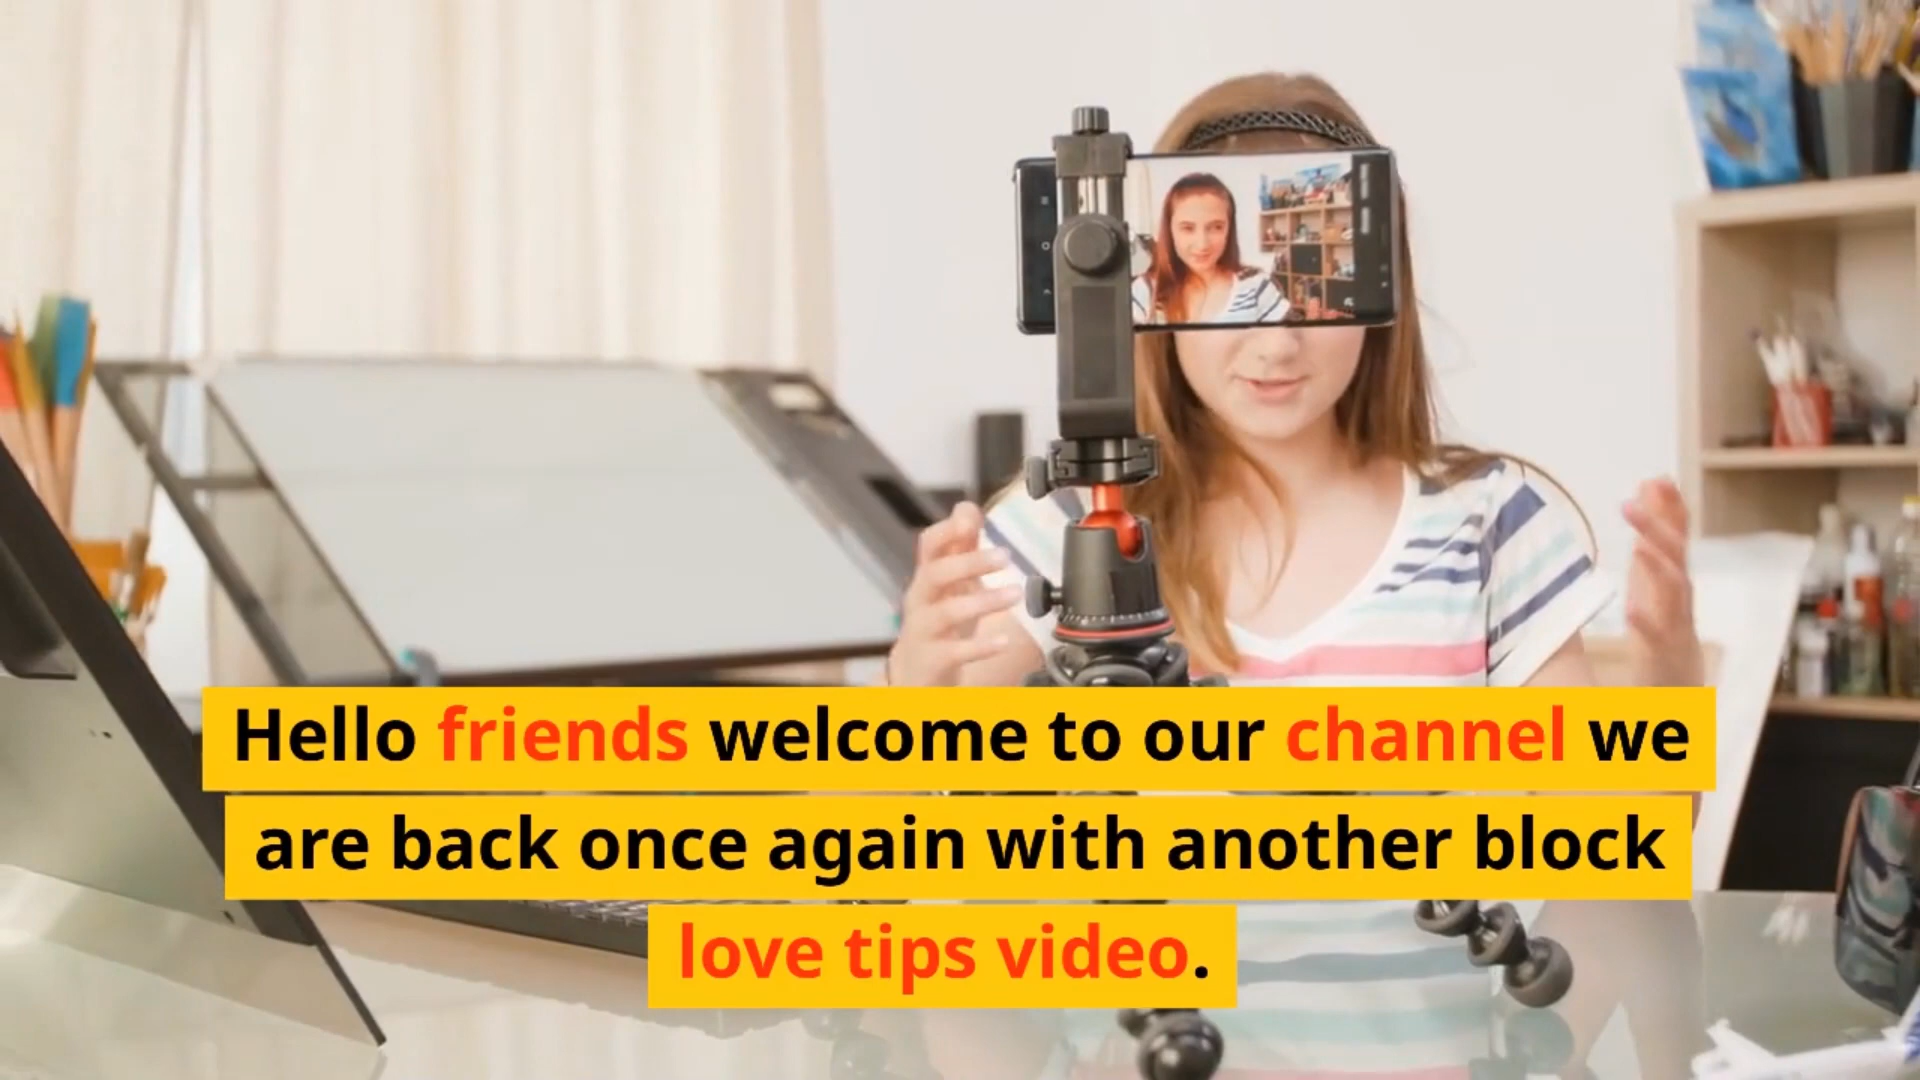 Hello friends welcome to our channel we
are back once again with another block
love tips video.